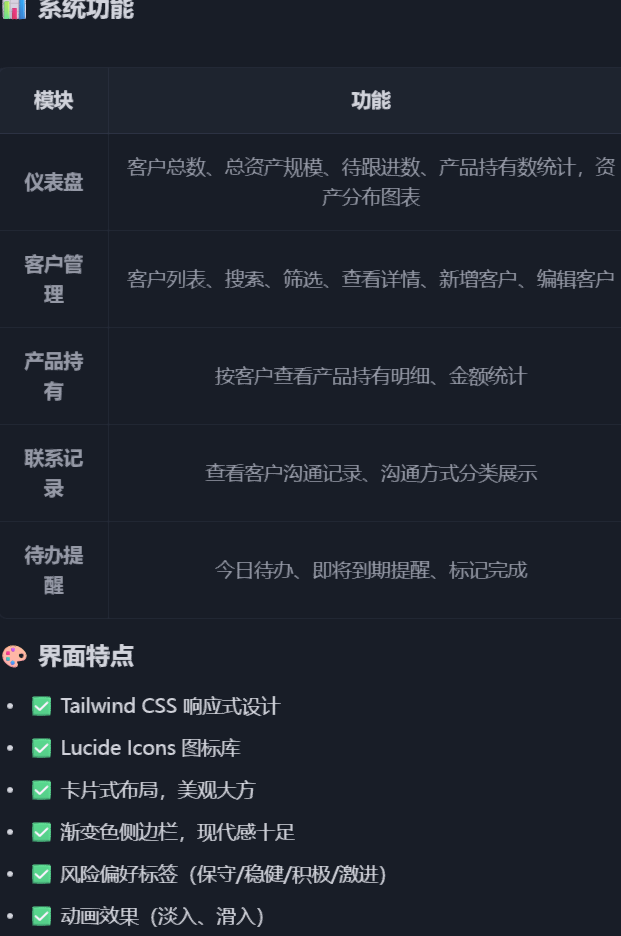 系统功能
模块 功能
仪表盘 客户总数、总资产规模、待跟进数、产品持有数统计，资
产分布图表
客户管
理
客户列表、搜索、筛选、查看详情、新增客户、编辑客户
产品持
有
按客户查看产品持有明细、金额统计
联系记
录
查看客户沟通记录、沟通方式分类展示
待办提
醒
今日待办、即将到期提醒、标记完成
界面特点
Tailwind CSS 响应式设计
Lucide Icons 图标库
卡片式布局，美观大方
渐变色侧边栏，现代感十足
风险偏好标签（保守/稳健/积极/激进）
动画效果（淡入、滑入）